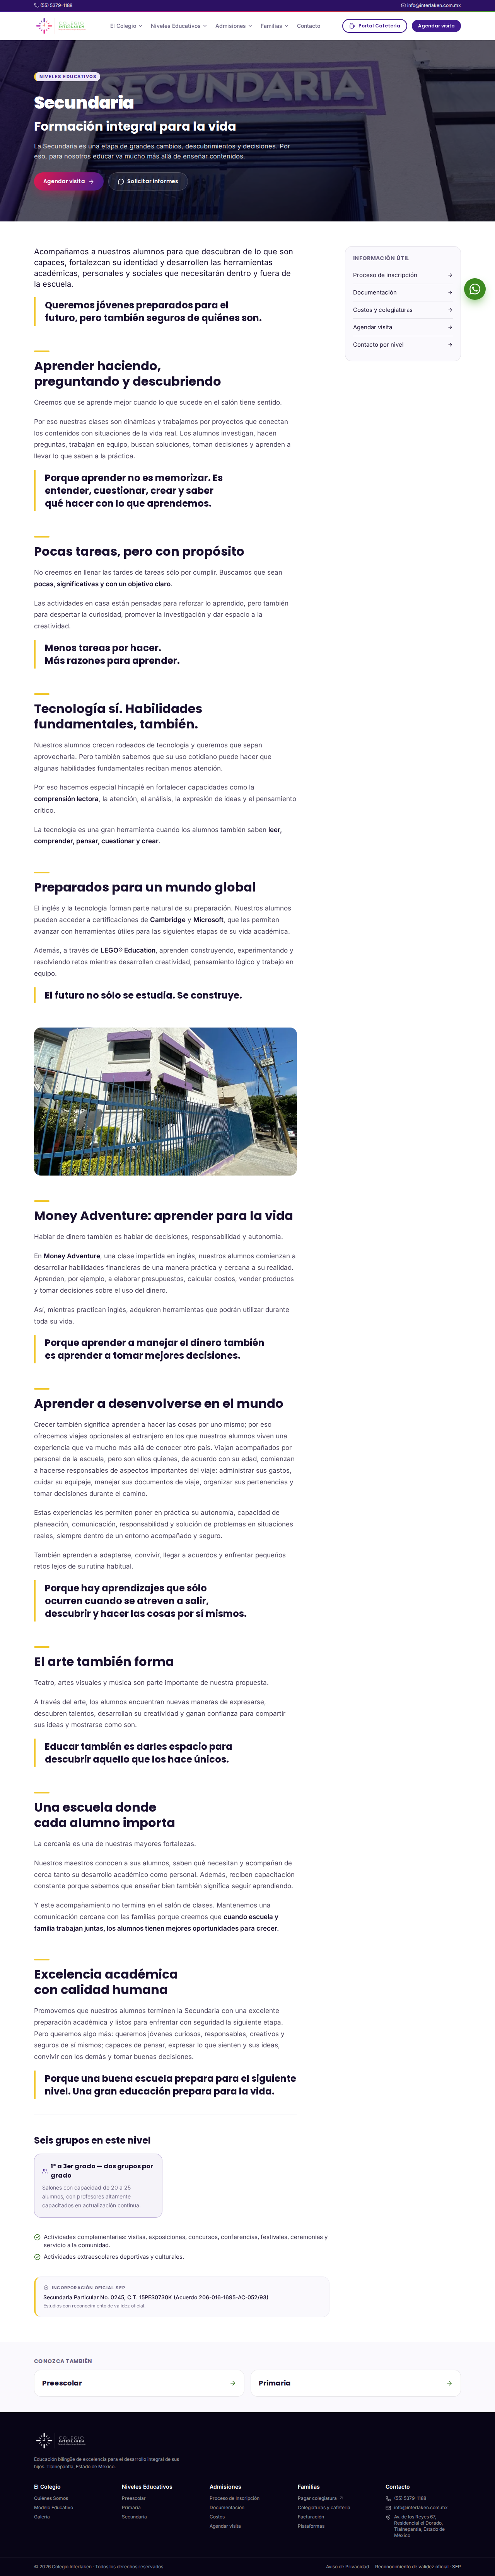 (55) 5379-1188
info@interlaken.com.mx
COLEGIO
INTERLAKEN
El Colegio
Niveles Educativos
Admisiones
Familias
Contacto
Portal Cafetería
Agendar visita
NIVELES EDUCATIVOS
Secundaria
Formación integral para la vida
La Secundaria es una etapa de grandes cambios, descubrimientos y decisiones. Por
eso, para nosotros educar va mucho más allá de enseñar contenidos.
Agendar visita
Solicitar informes
Acompañamos a nuestros alumnos para que descubran de lo que son
capaces, fortalezcan su identidad y desarrollen las herramientas
académicas, personales y sociales que necesitarán dentro y fuera de
la escuela.
Queremos jóvenes preparados para el
futuro, pero también seguros de quiénes son.
INFORMACIÓN ÚTIL
Proceso de inscripción
Documentación
Costos y colegiaturas
Agendar visita
Contacto por nivel
Aprender haciendo,
preguntando y descubriendo
Creemos que se aprende mejor cuando lo que sucede en el salón tiene sentido.
Por eso nuestras clases son dinámicas y trabajamos por proyectos que conectan
los contenidos con situaciones de la vida real. Los alumnos investigan, hacen
preguntas, trabajan en equipo, buscan soluciones, toman decisiones y aprenden a
llevar lo que saben a la práctica.
Porque aprender no es memorizar. Es
entender, cuestionar, crear y saber
qué hacer con lo que aprendemos.
Pocas tareas, pero con propósito
No creemos en llenar las tardes de tareas sólo por cumplir. Buscamos que sean
pocas, significativas y con un objetivo claro.
Las actividades en casa están pensadas para reforzar lo aprendido, pero también
para despertar la curiosidad, promover la investigación y dar espacio a la
creatividad.
Menos tareas por hacer.
Más razones para aprender.
Tecnología sí. Habilidades
fundamentales, también.
Nuestros alumnos crecen rodeados de tecnología y queremos que sepan
aprovecharla. Pero también sabemos que su uso cotidiano puede hacer que
algunas habilidades fundamentales reciban menos atención.
Por eso hacemos especial hincapié en fortalecer capacidades como la
comprensión lectora, la atención, el análisis, la expresión de ideas y el pensamiento
crítico.
La tecnología es una gran herramienta cuando los alumnos también saben leer,
comprender, pensar, cuestionar y crear.
Preparados para un mundo global
El inglés y la tecnología forman parte natural de su preparación. Nuestros alumnos
pueden acceder a certificaciones de Cambridge y Microsoft, que les permiten
avanzar con herramientas útiles para las siguientes etapas de su vida académica.
Además, a través de LEGO® Education, aprenden construyendo, experimentando y
resolviendo retos mientras desarrollan creatividad, pensamiento lógico y trabajo en
equipo.
El futuro no sólo se estudia. Se construye.
Money Adventure: aprender para la vida
Hablar de dinero también es hablar de decisiones, responsabilidad y autonomía.
En Money Adventure, una clase impartida en inglés, nuestros alumnos comienzan a
desarrollar habilidades financieras de una manera práctica y cercana a su realidad.
Aprenden, por ejemplo, a elaborar presupuestos, calcular costos, vender productos
y tomar decisiones sobre el uso del dinero.
Así, mientras practican inglés, adquieren herramientas que podrán utilizar durante
toda su vida.
Porque aprender a manejar el dinero también
es aprender a tomar mejores decisiones.
Aprender a desenvolverse en el mundo
Crecer también significa aprender a hacer las cosas por uno mismo; por eso
ofrecemos viajes opcionales al extranjero en los que nuestros alumnos viven una
experiencia que va mucho más allá de conocer otro país. Viajan acompañados por
personal de la escuela, pero son ellos quienes, de acuerdo con su edad, comienzan
a hacerse responsables de aspectos importantes del viaje: administrar sus gastos,
cuidar su equipaje, manejar sus documentos de viaje, organizar sus pertenencias y
tomar decisiones durante el camino.
Estas experiencias les permiten poner en práctica su autonomía, capacidad de
planeación, comunicación, responsabilidad y solución de problemas en situaciones
reales, siempre dentro de un entorno acompañado y seguro.
También aprenden a adaptarse, convivir, llegar a acuerdos y enfrentar pequeños
retos lejos de su rutina habitual.
Porque hay aprendizajes que sólo
ocurren cuando se atreven a salir,
descubrir y hacer las cosas por sí mismos.
El arte también forma
Teatro, artes visuales y música son parte importante de nuestra propuesta.
A través del arte, los alumnos encuentran nuevas maneras de expresarse,
descubren talentos, desarrollan su creatividad y ganan confianza para compartir
sus ideas y mostrarse como son.
Educar también es darles espacio para
descubrir aquello que los hace únicos.
Una escuela donde
cada alumno importa
La cercanía es una de nuestras mayores fortalezas.
Nuestros maestros conocen a sus alumnos, saben qué necesitan y acompañan de
cerca tanto su desarrollo académico como personal. Además, reciben capacitación
constante porque sabemos que enseñar bien también significa seguir aprendiendo.
Y este acompañamiento no termina en el salón de clases. Mantenemos una
comunicación cercana con las familias porque creemos que cuando escuela y
familia trabajan juntas, los alumnos tienen mejores oportunidades para crecer.
Excelencia académica
con calidad humana
Promovemos que nuestros alumnos terminen la Secundaria con una excelente
preparación académica y listos para enfrentar con seguridad la siguiente etapa.
Pero queremos algo más: queremos jóvenes curiosos, responsables, creativos y
seguros de sí mismos; capaces de pensar, expresar lo que sienten y sus ideas,
convivir con los demás y tomar buenas decisiones.
Porque una buena escuela prepara para el siguiente
nivel. Una gran educación prepara para la vida.
Seis grupos en este nivel
1º a 3er grado — dos grupos por
grado
Salones con capacidad de 20 a 25
alumnos, con profesores altamente
capacitados en actualización continua.
Actividades complementarias: visitas, exposiciones, concursos, conferencias, festivales, ceremonias y
servicio a la comunidad.
Actividades extraescolares deportivas y culturales.
INCORPORACIÓN OFICIAL SEP
Secundaria Particular No. 0245, C.T. 15PES0730K (Acuerdo 206-016-1695-AC-052/93)
Estudios con reconocimiento de validez oficial.
CONOZCA TAMBIÉN
Preescolar
Primaria
COLEGIO
INTERLAKEN
Educación bilingüe de excelencia para el desarrollo integral de sus
hijos. Tlalnepantla, Estado de México.
El Colegio
Quiénes Somos
Modelo Educativo
Galería
Niveles Educativos
Preescolar
Primaria
Secundaria
Admisiones
Proceso de Inscripción
Documentación
Costos
Agendar visita
Familias
Pagar colegiatura
Colegiaturas y cafetería
Facturación
Plataformas
Contacto
(55) 5379-1188
info@interlaken.com.mx
Av. de los Reyes 67,
Residencial el Dorado,
Tlalnepantla, Estado de
México
© 2026 Colegio Interlaken · Todos los derechos reservados
Aviso de Privacidad
Reconocimiento de validez oficial · SEP